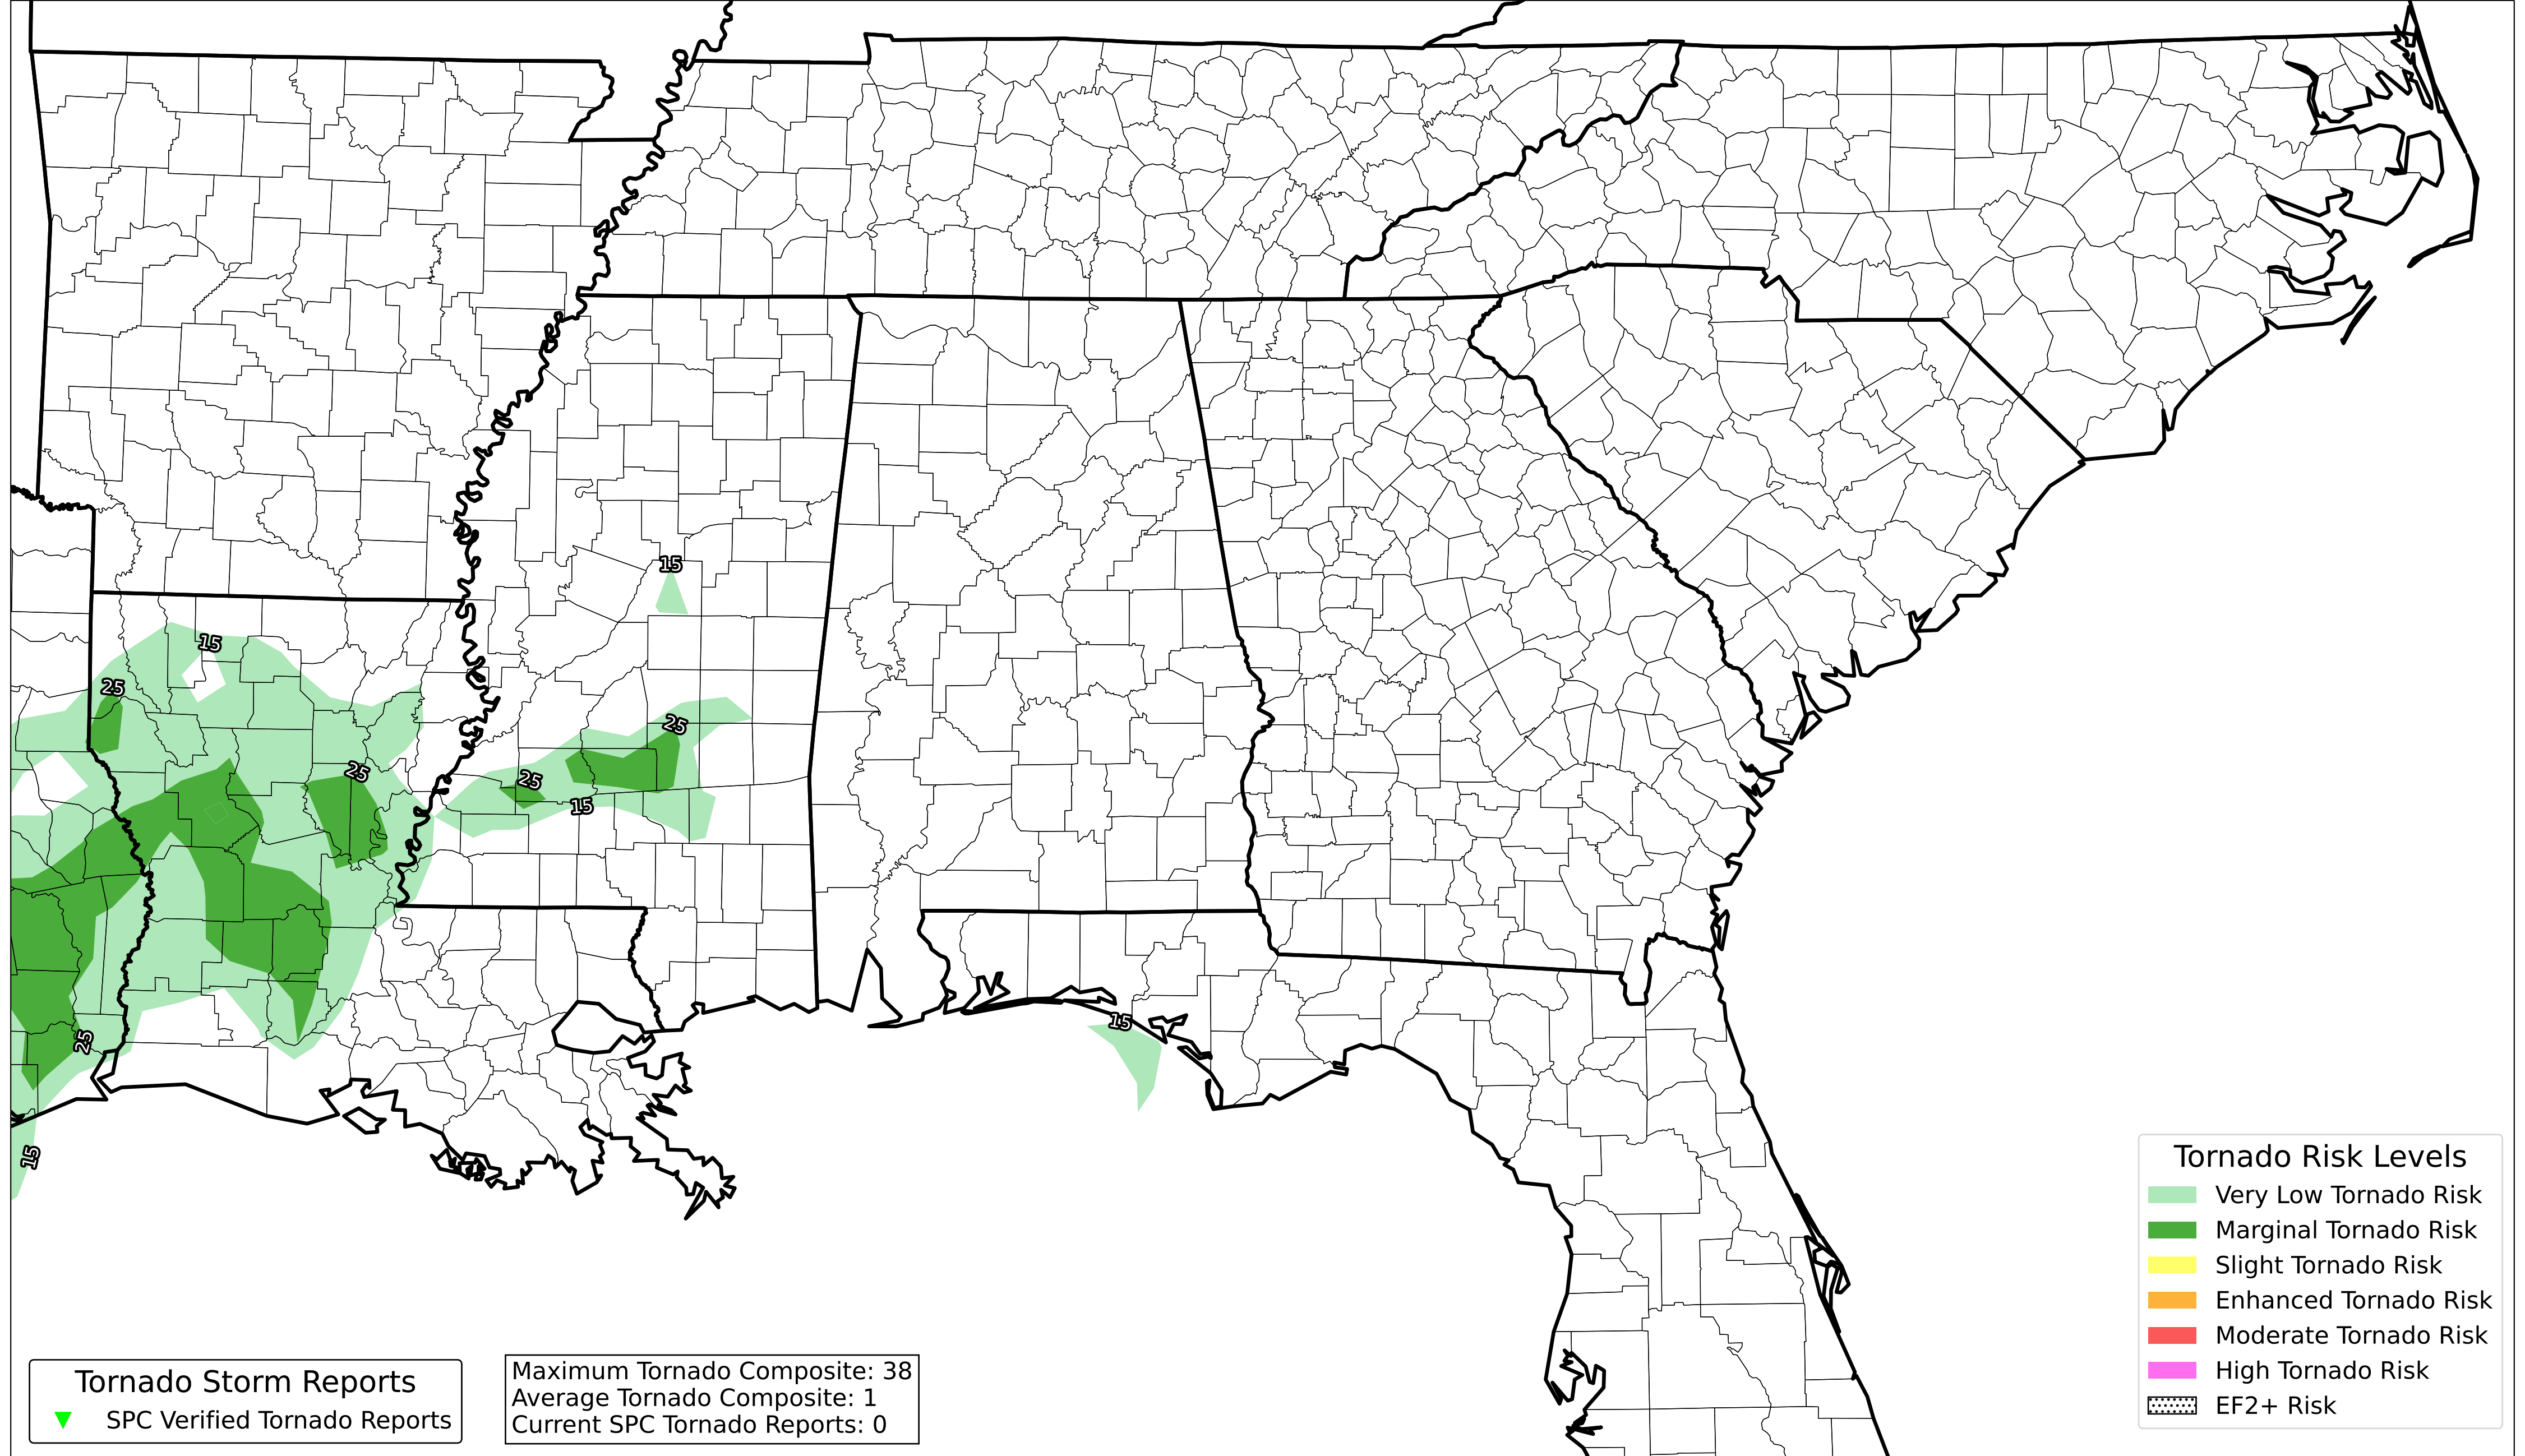 15
15
25
25
25
25
15
15
25
15
Tornado Risk Levels
Very Low Tornado Risk
Marginal Tornado Risk
Slight Tornado Risk
Enhanced Tornado Risk
Moderate Tornado Risk
High Tornado Risk
EF2+ Risk
Tornado Storm Reports
SPC Verified Tornado Reports
Maximum Tornado Composite: 38
Average Tornado Composite: 1
Current SPC Tornado Reports: 0